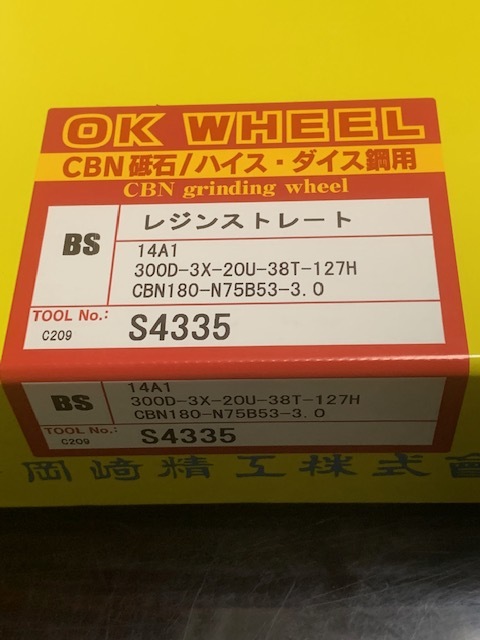 OK WHEEL
CBN砥石/ハイス・ダイス鋼用
CBN grinding wheel
BS
レジンストレート
14A1
300D-3X-20U-38T-127H
CBN180-N75B53-3.0
TOOL No.:
C209
S4335
BS
14A1
300D-3X-20U-38T-127H
CBN180-N75B53-3.0
TOOL No.:
C209
S4335
岡﨑精工株式會